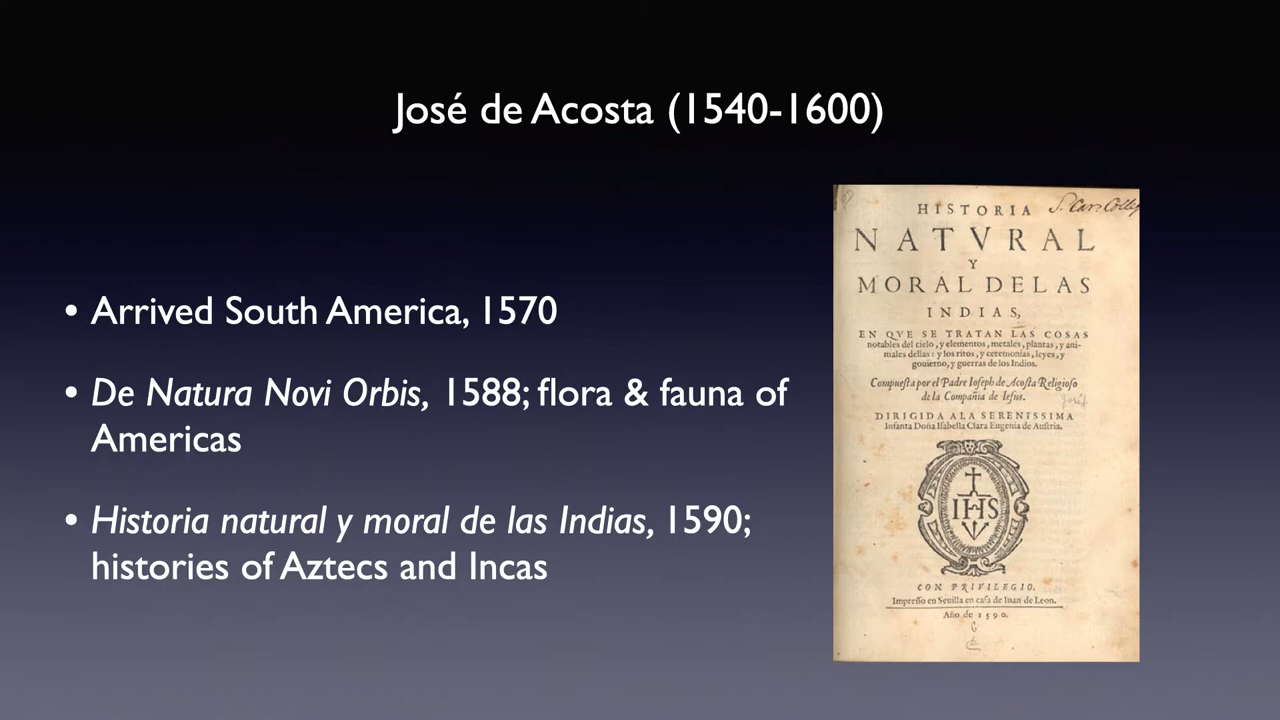 José de Acosta (1540-1600)
• Arrived South America, 1570
• De Natura Novi Orbis, 1588; flora & fauna of
Americas
• Historia natural y moral de las Indias, 1590;
histories of Aztecs and Incas
HISTORIA
NATVRAL
Y
MORAL DE LAS
INDIAS,
EN QVE SE TRATAN LAS COSAS
notables del cielo, y elementos, metales, plantas, y ani-
males dellas: y los ritos, y ceremonias, leyes, y
gouierno, y guerras de los Indios.
Compuesta por el Padre Ioseph de Acosta Religioso
de la Compañia de Iesus.
DIRIGIDA A LA SERENISSIMA
Infanta Doña Isabella Clara Eugenia de Austria.
IHS
CON PRIVILEGIO.
Impresso en Seuilla en casa de Iuan de Leon.
Año de 1590.